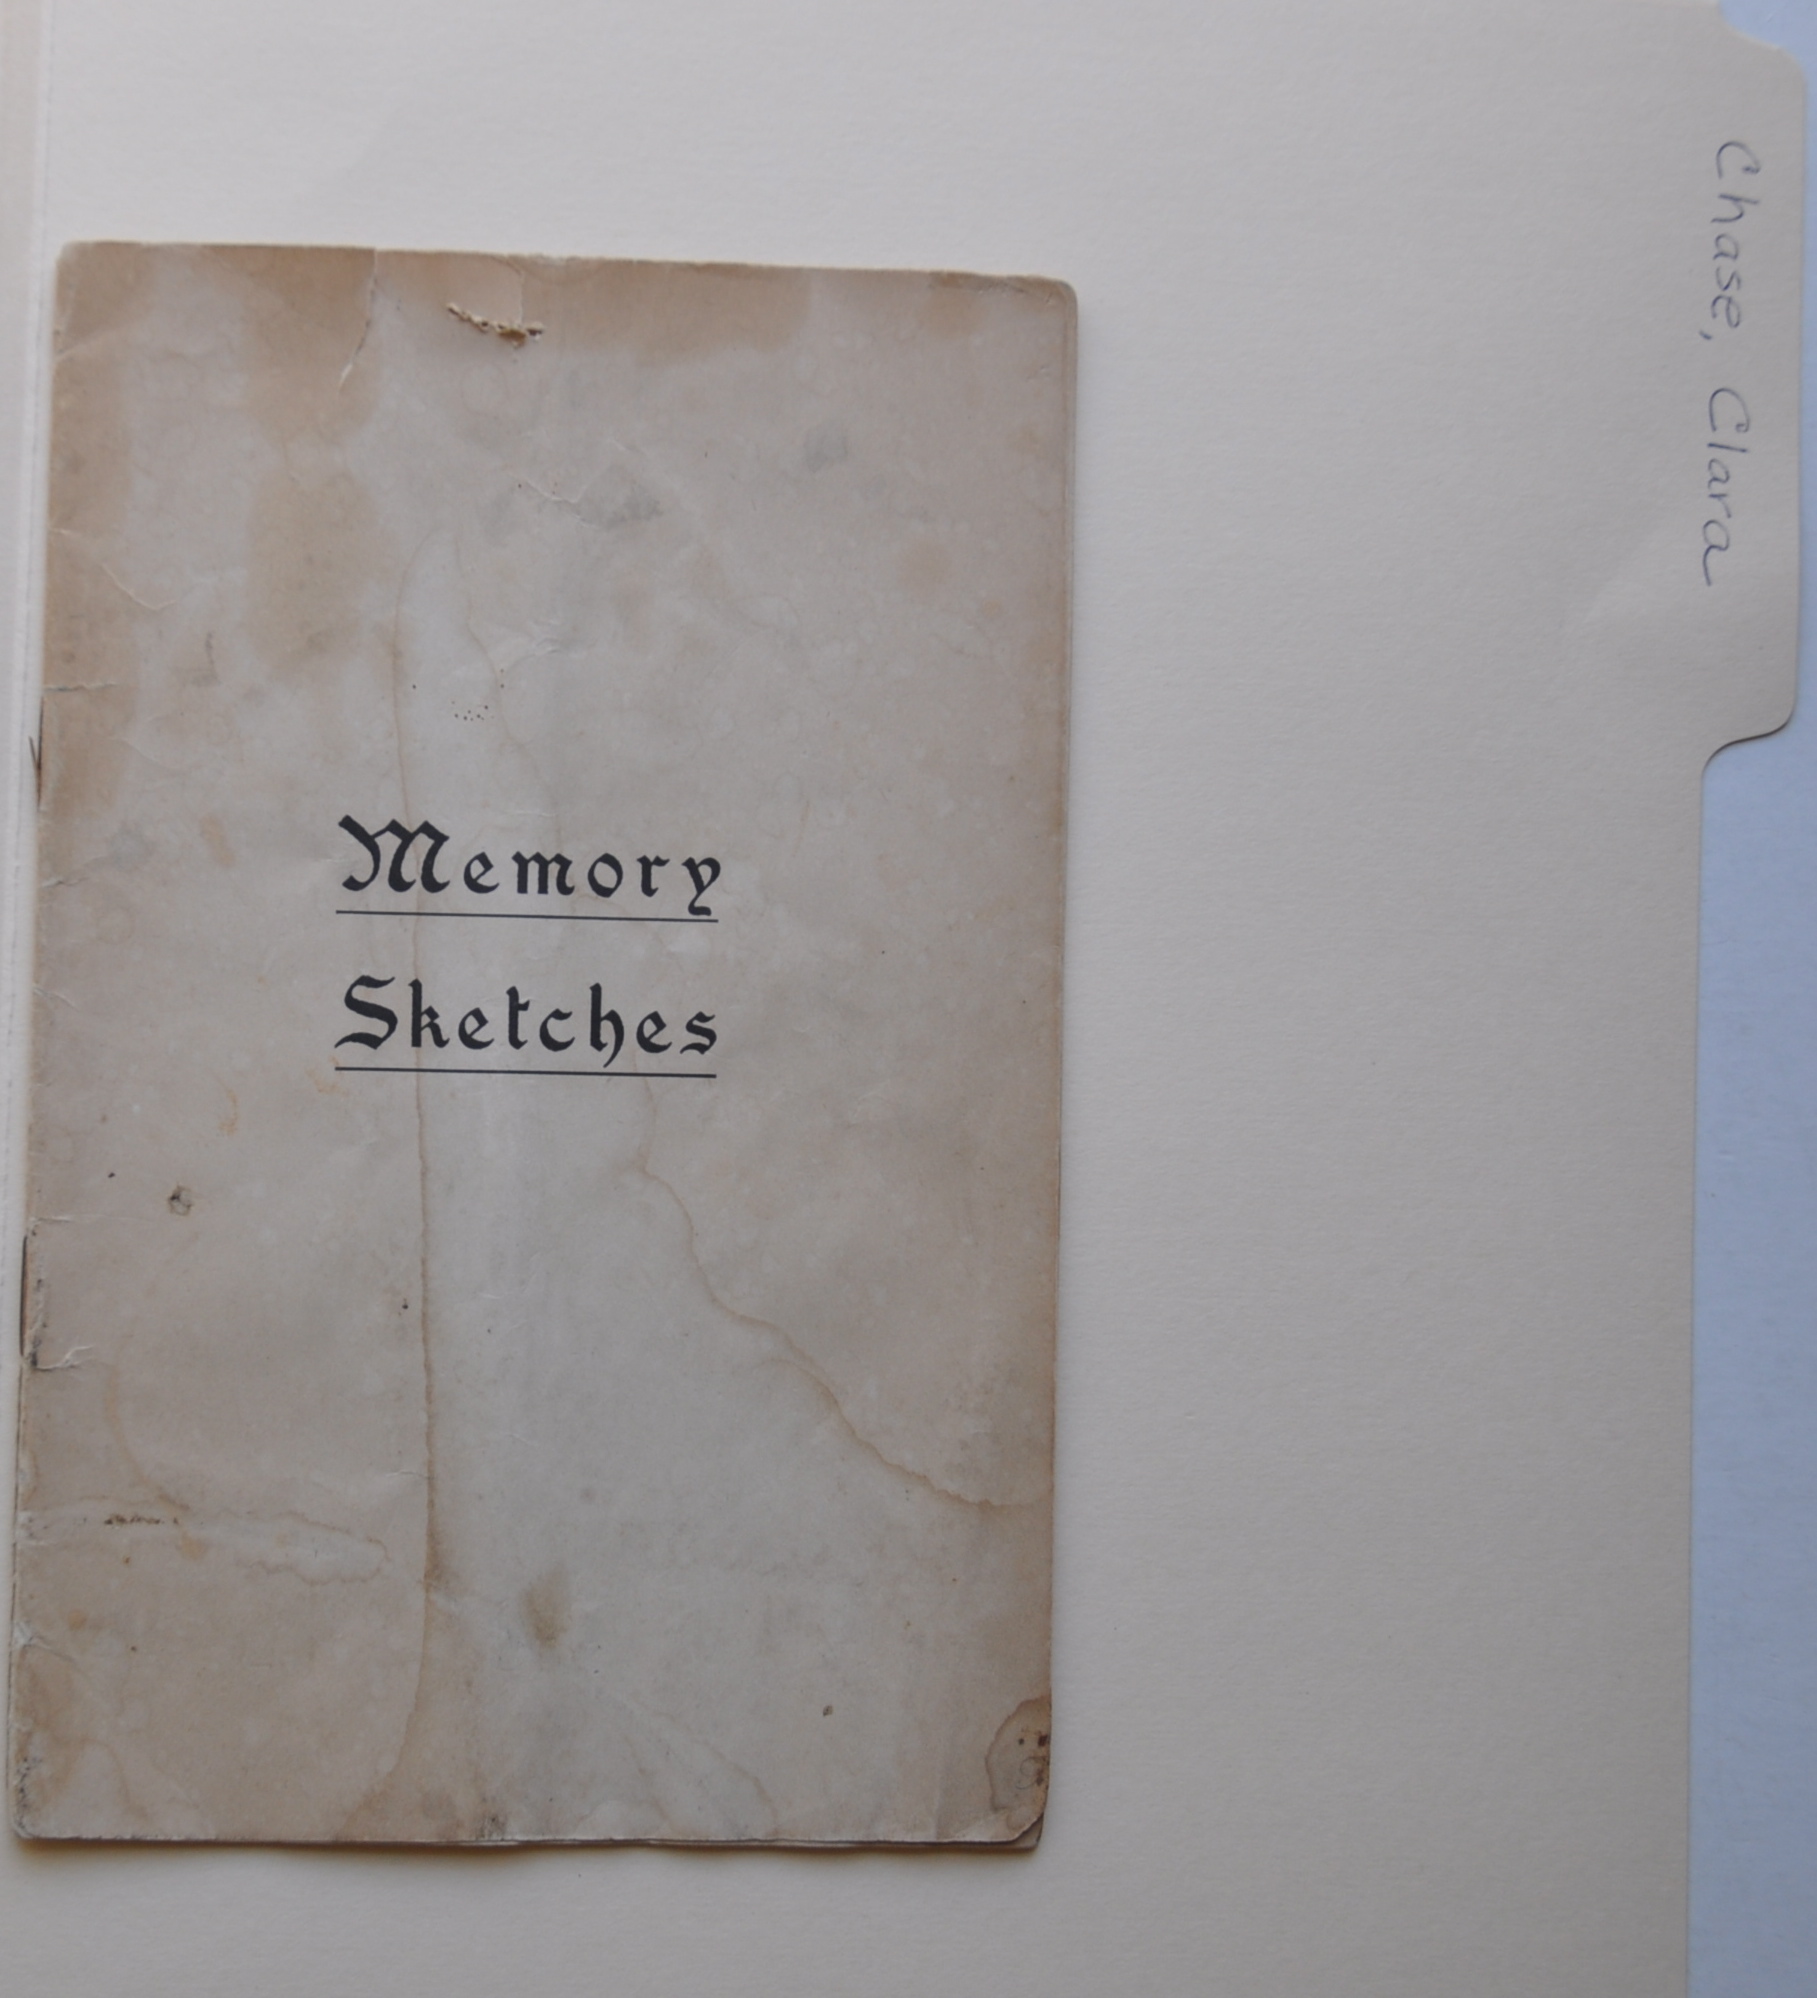 Memory
Sketches
Chase, Clara